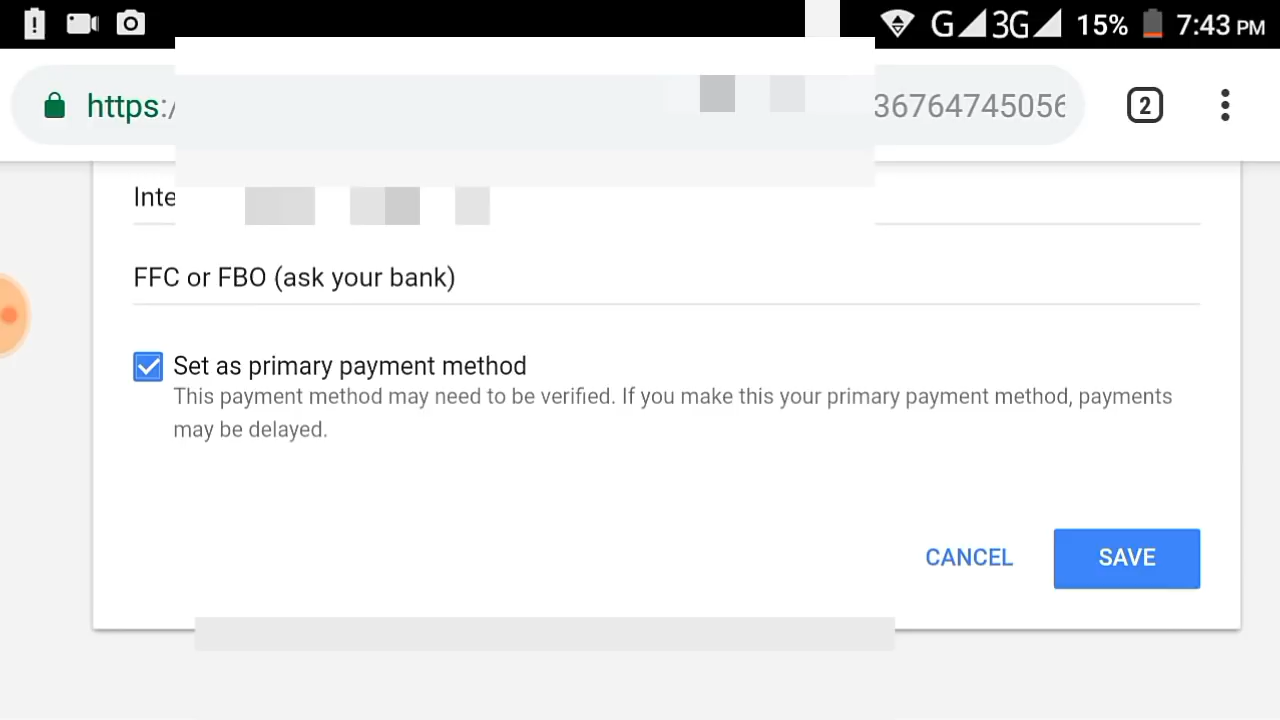 G 3G 15% 7:43 PM
https:/ 36764745056 2
Inte
FFC or FBO (ask your bank)
Set as primary payment method
This payment method may need to be verified. If you make this your primary payment method, payments
may be delayed.
CANCEL SAVE